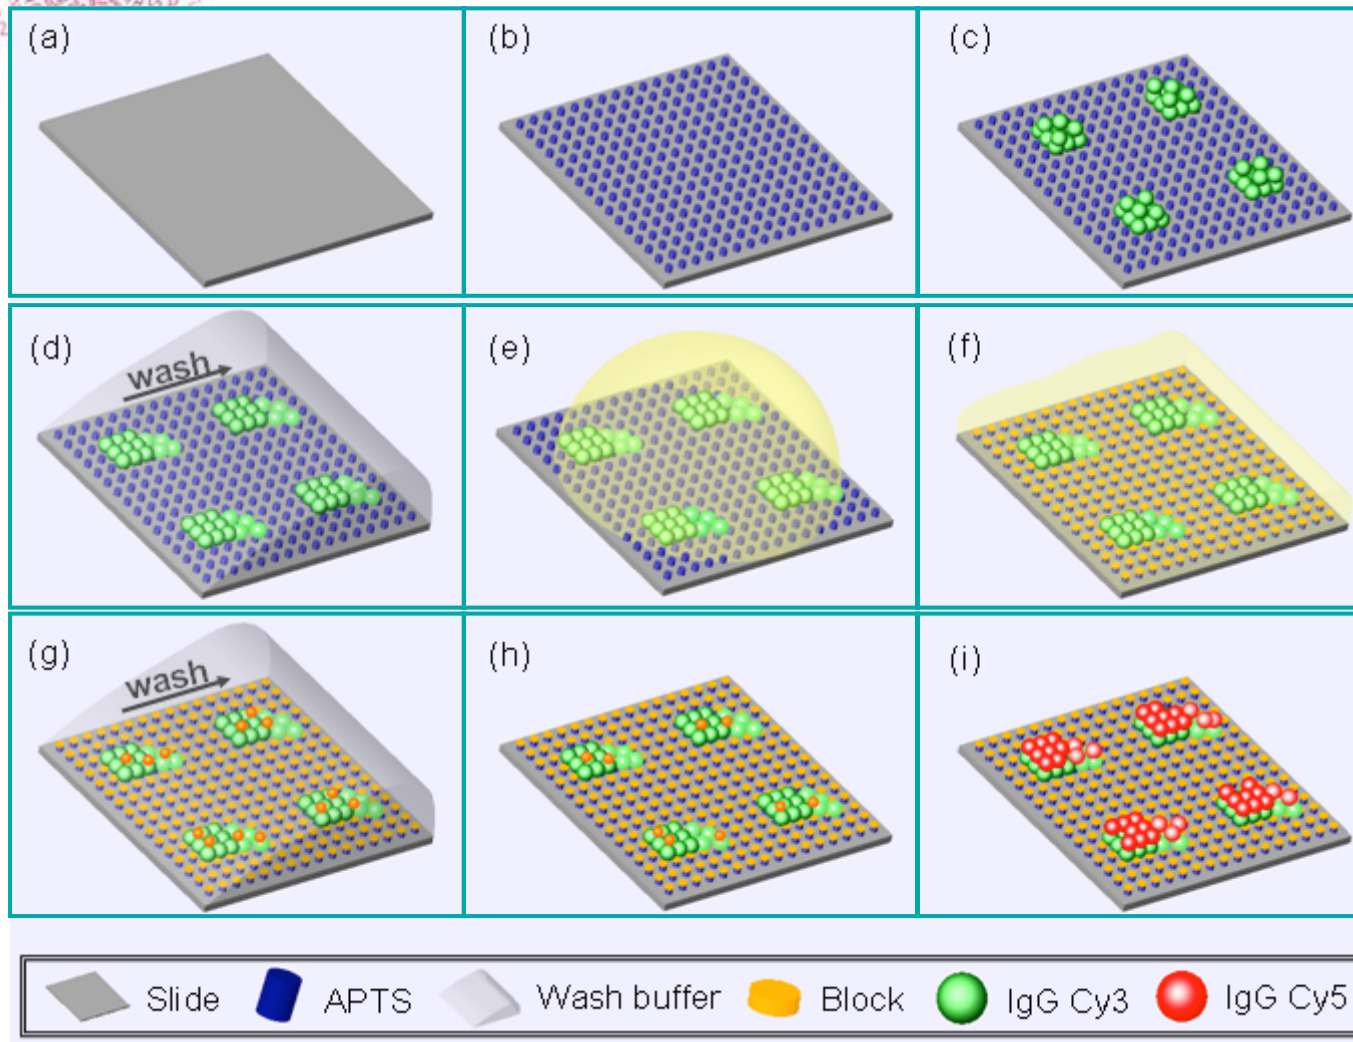 (a)
(b)
(c)
(d)
wash
(e)
(f)
(g)
wash
(h)
(i)
Slide
APTS
Wash buffer
Block
IgG Cy3
IgG Cy5